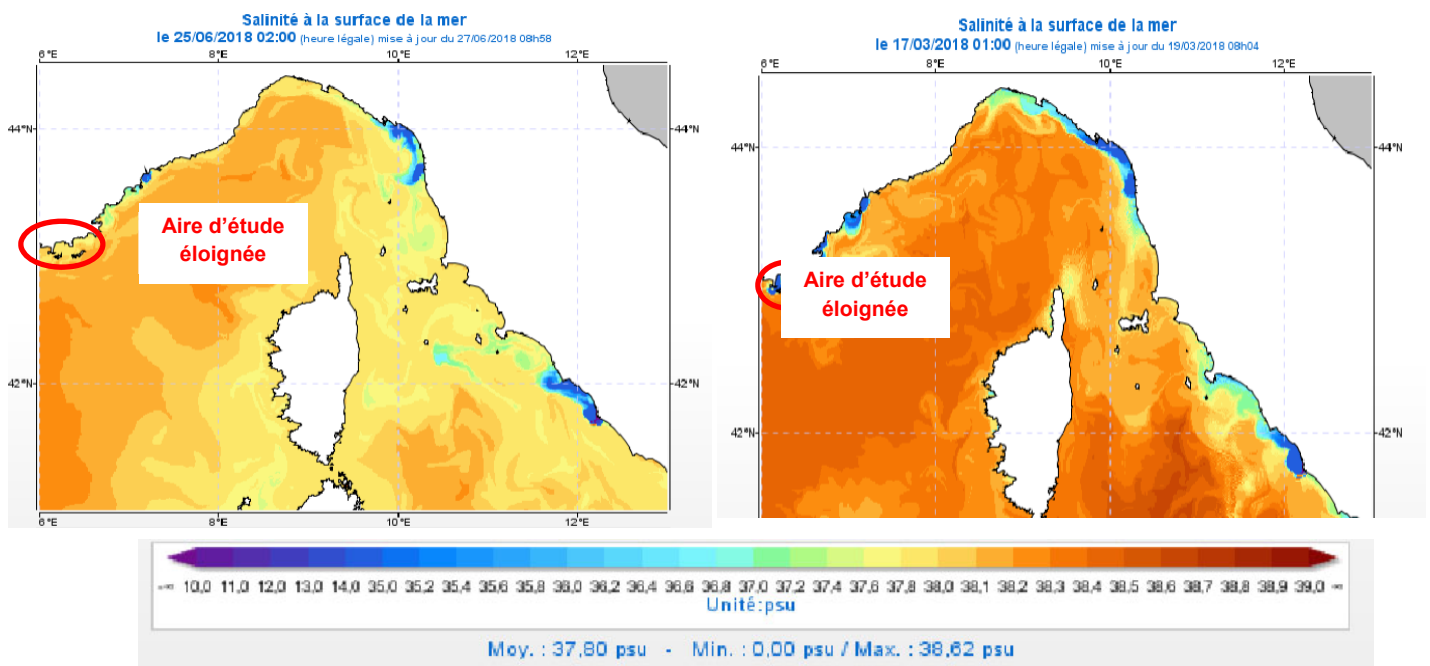 Salinité à la surface de la mer
le 25/06/2018 02:00 (heure légale) mise à jour du 27/06/2018 08h58
6°E 8°E 10°E 12°E
44°N 44°N
Aire d'étude
éloignée
42°N 42°N
6°E 8°E 10°E 12°E
Salinité à la surface de la mer
le 17/03/2018 01:00 (heure légale) mise à jour du 19/03/2018 08h04
6°E 8°E 10°E 12°E
44°N 44°N
Aire d'étude
éloignée
42°N 42°N
-∞ 10,0 11,0 12,0 13,0 14,0 35,0 35,2 35,4 35,6 35,8 36,0 36,2 36,4 36,6 36,8 37,0 37,2 37,4 37,6 37,8 38,0 38,1 38,2 38,3 38,4 38,5 38,6 38,7 38,8 38,9 39,0 ∞
Unité:psu
Moy. : 37,80 psu - Min. : 0,00 psu / Max. : 38,62 psu